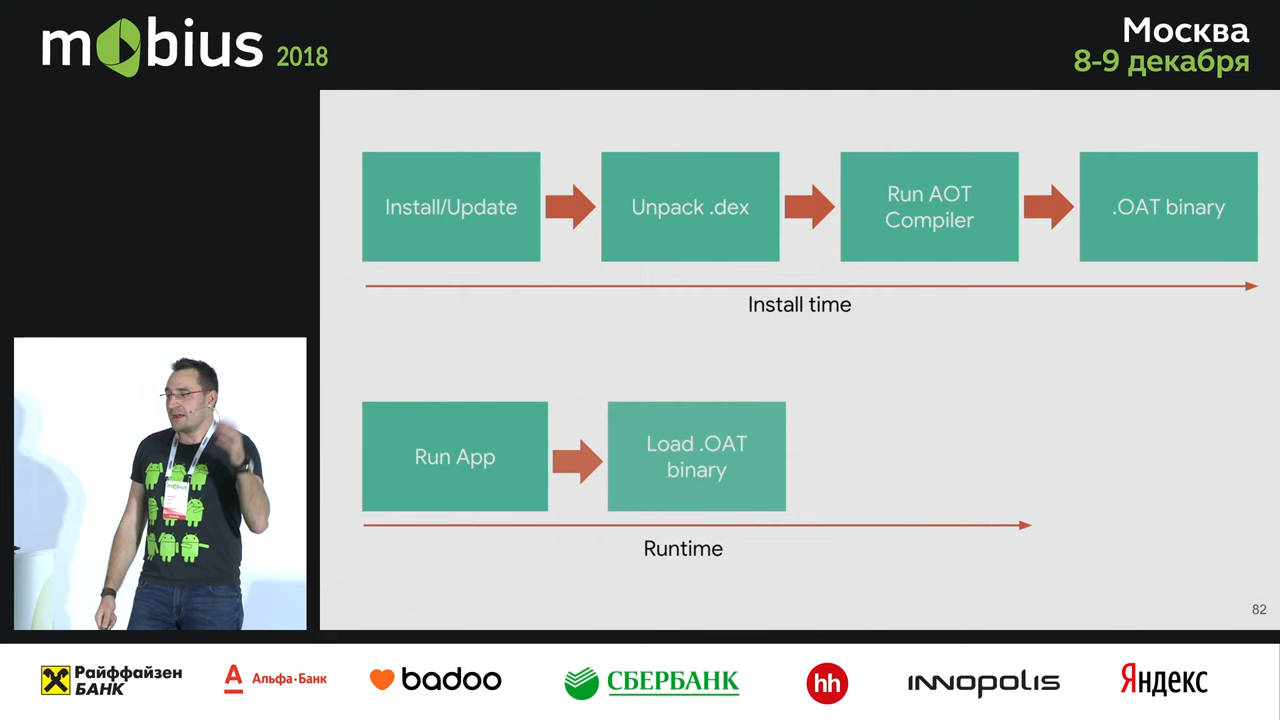 mobius 2018
Москва
8-9 декабря
Install/Update
Unpack .dex
Run AOT
Compiler
.OAT binary
Install time
Run App
Load .OAT
binary
Runtime
82
mobius
Райффайзен
БАНК
Альфа·Банк
badoo
СБЕРБАНК
hh
INNOPOLIS
Яндекс